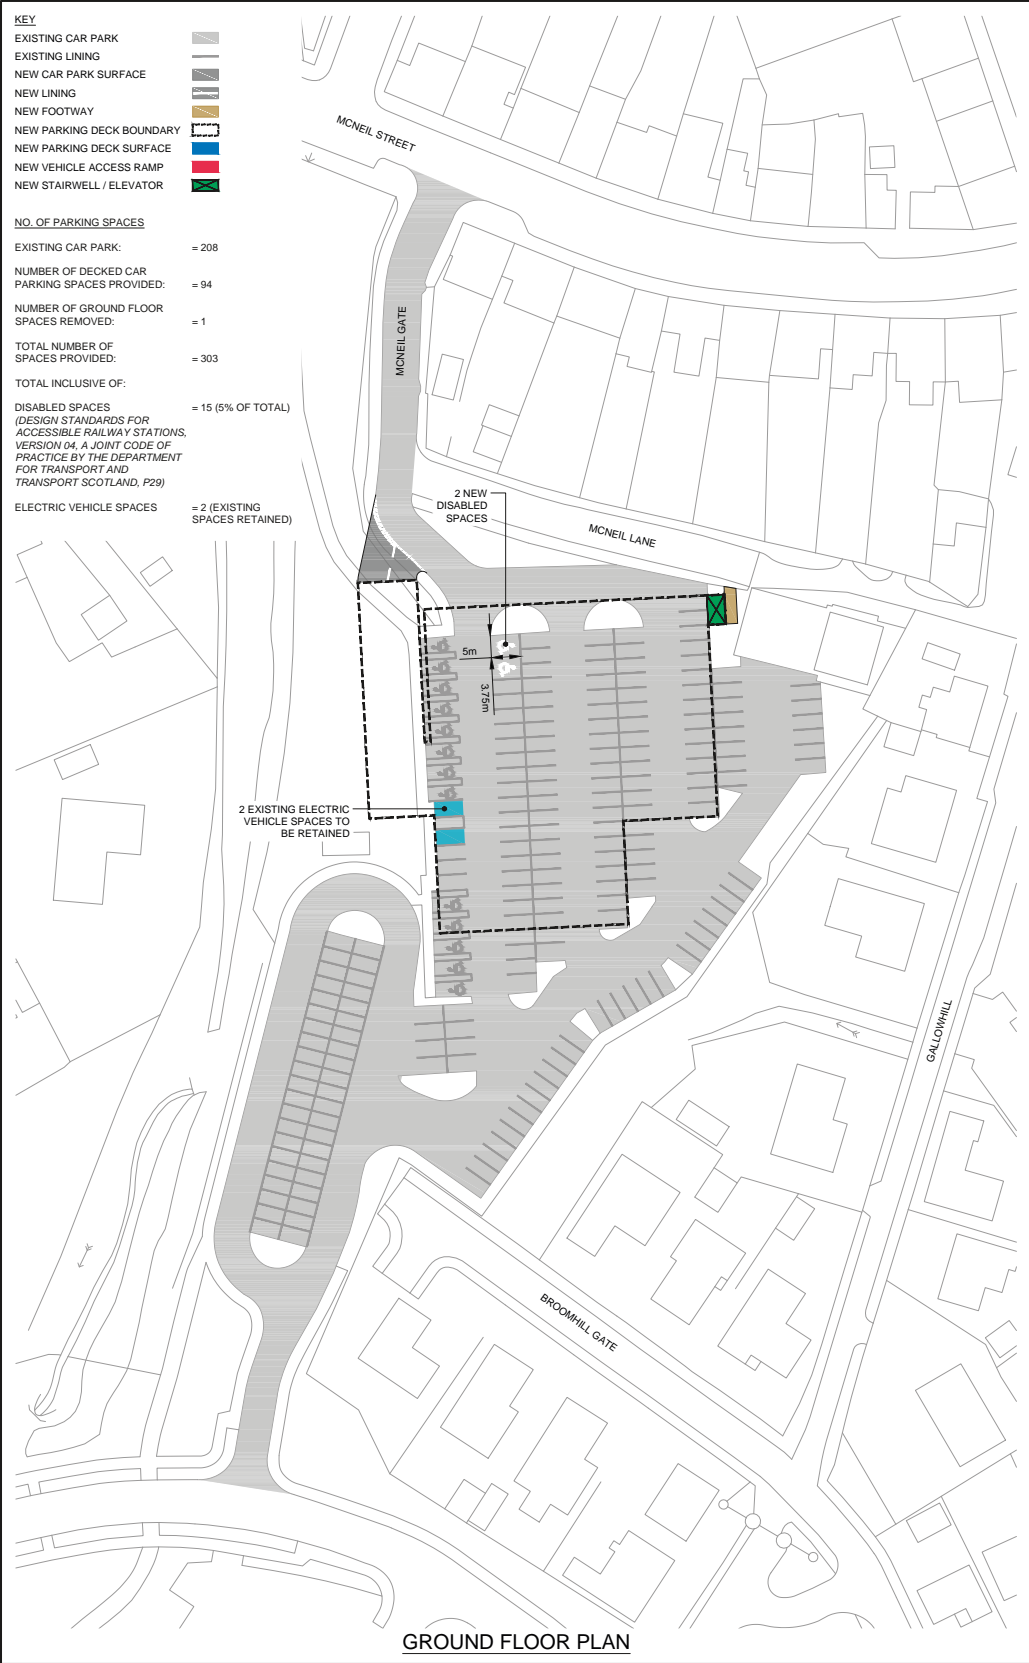 KEY
EXISTING CAR PARK
EXISTING LINING
NEW CAR PARK SURFACE
NEW LINING
NEW FOOTWAY
NEW PARKING DECK BOUNDARY
NEW PARKING DECK SURFACE
NEW VEHICLE ACCESS RAMP
NEW STAIRWELL / ELEVATOR
NO. OF PARKING SPACES
EXISTING CAR PARK: = 208
NUMBER OF DECKED CAR
PARKING SPACES PROVIDED: = 94
NUMBER OF GROUND FLOOR
SPACES REMOVED: = 1
TOTAL NUMBER OF
SPACES PROVIDED: = 303
TOTAL INCLUSIVE OF:
DISABLED SPACES = 15 (5% OF TOTAL)
(DESIGN STANDARDS FOR
ACCESSIBLE RAILWAY STATIONS,
VERSION 04, A JOINT CODE OF
PRACTICE BY THE DEPARTMENT
FOR TRANSPORT AND
TRANSPORT SCOTLAND, P29)
ELECTRIC VEHICLE SPACES = 2 (EXISTING
SPACES RETAINED)
MCNEIL STREET
MCNEIL GATE
2 NEW
DISABLED
SPACES
MCNEIL LANE
5m
3.75m
2 EXISTING ELECTRIC
VEHICLE SPACES TO
BE RETAINED
GALLOWHILL
BROOMHILL GATE
GROUND FLOOR PLAN